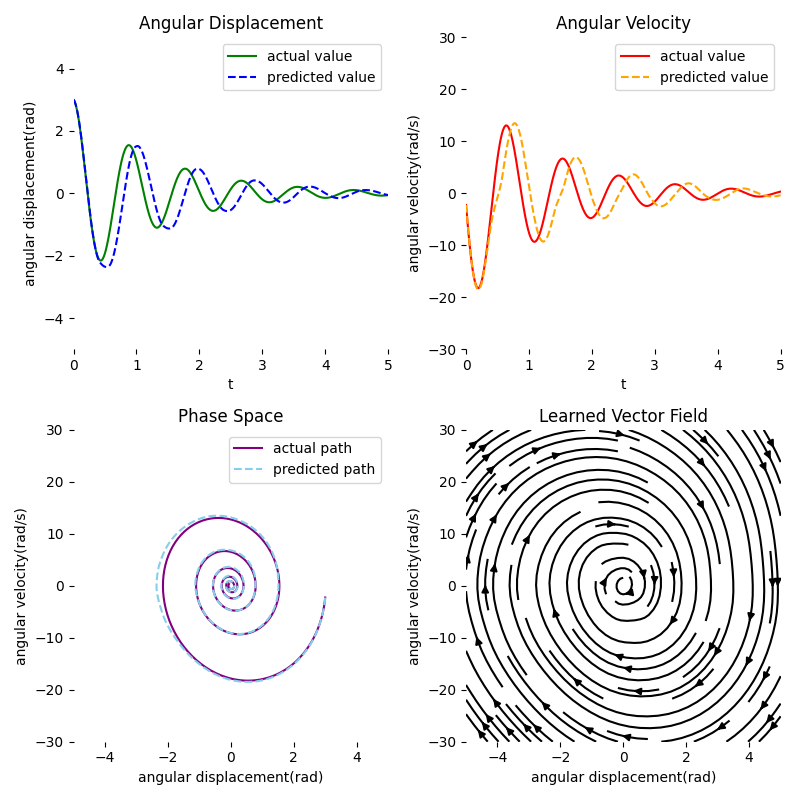 Angular Displacement
actual value
predicted value
angular displacement(rad)
4
2
0
−2
−4
0 1 2 3 4 5
t
Angular Velocity
actual value
predicted value
angular velocity(rad/s)
30
20
10
0
−10
−20
−30
0 1 2 3 4 5
t
Phase Space
actual path
predicted path
angular velocity(rad/s)
30
20
10
0
−10
−20
−30
−4 −2 0 2 4
angular displacement(rad)
Learned Vector Field
angular velocity(rad/s)
30
20
10
0
−10
−20
−30
−4 −2 0 2 4
angular displacement(rad)